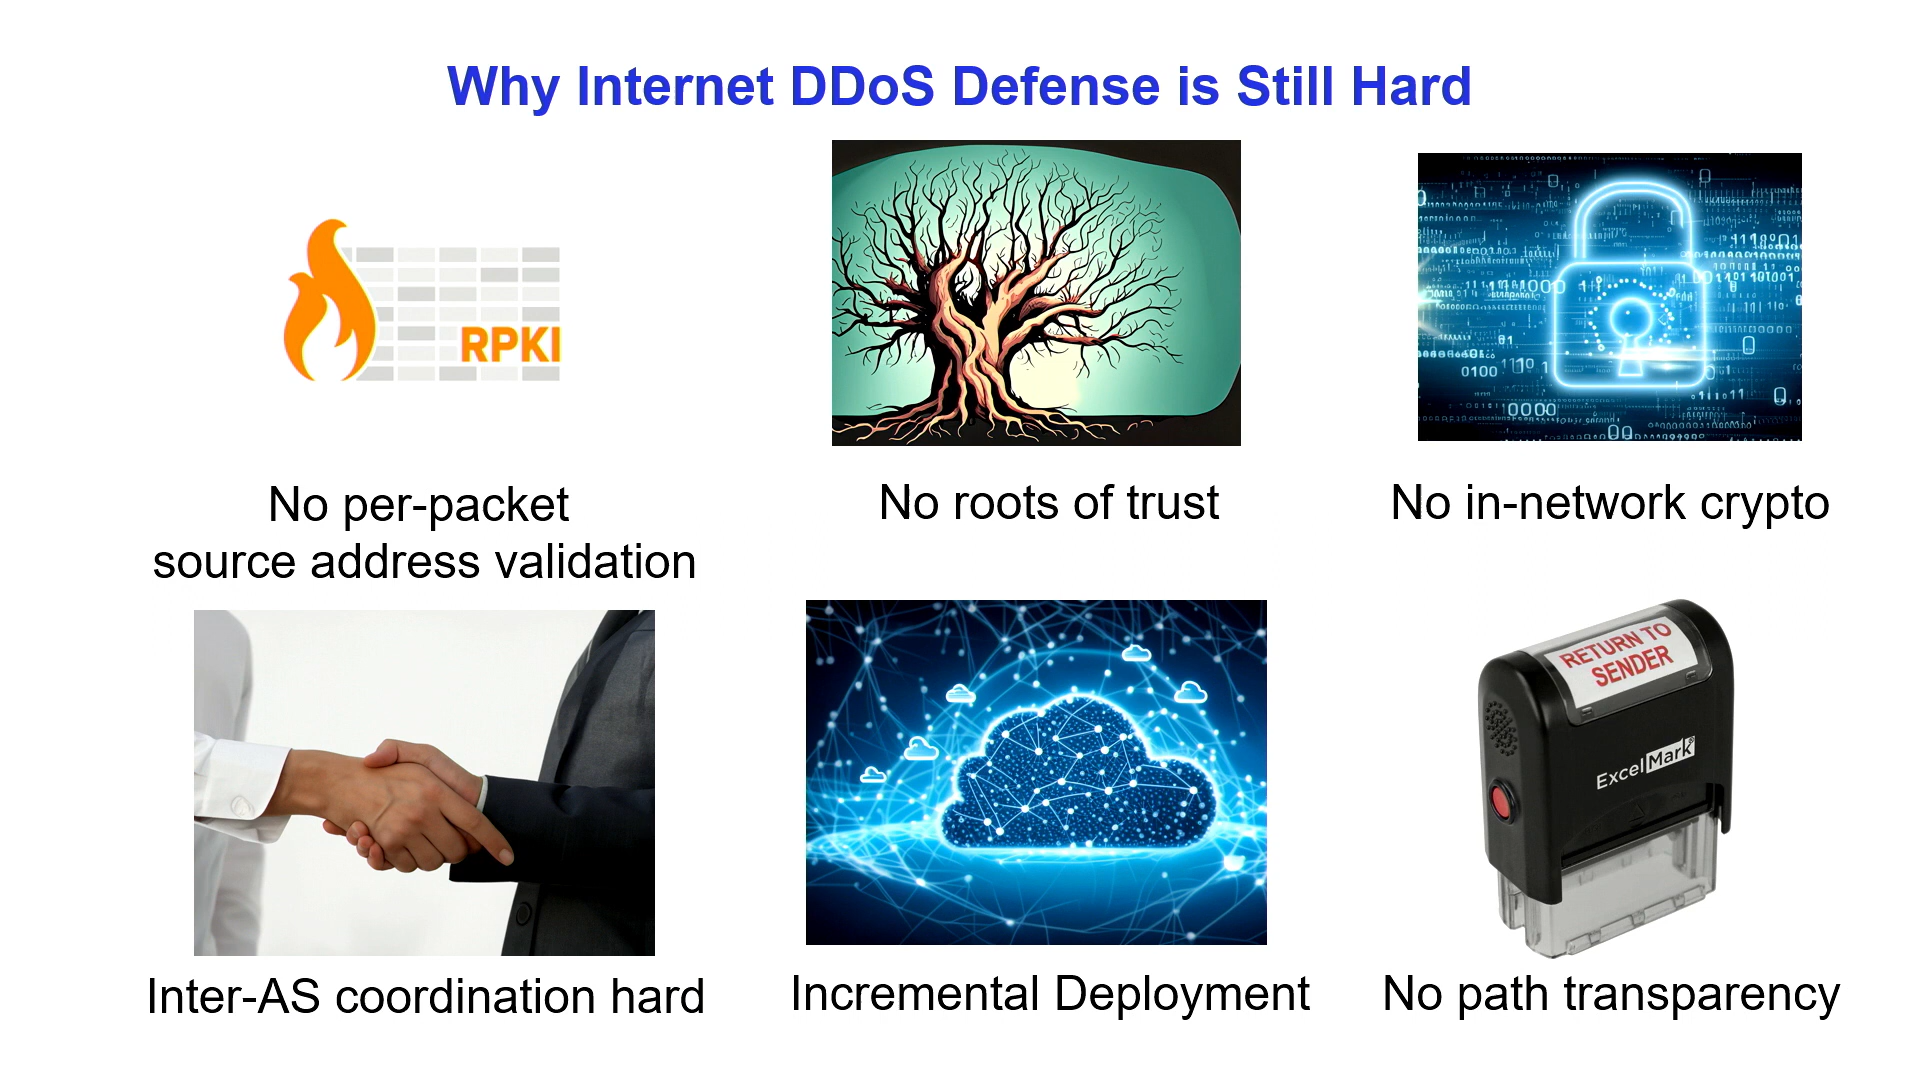 Why Internet DDoS Defense is Still Hard
RPKI
No per-packet
source address validation
No roots of trust
No in-network crypto
RETURN TO
SENDER
ExcelMark
Inter-AS coordination hard
Incremental Deployment
No path transparency